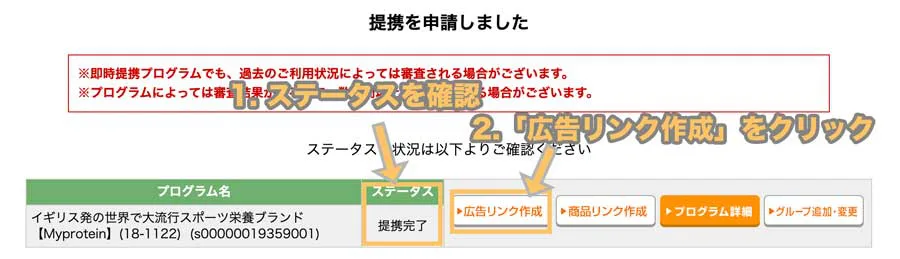 提携を申請しました
※即時提携プログラムでも、過去のご利用状況によっては審査される場合がございます。
※プログラムによっては審査結果が
る場合がございます。
1. ステータスを確認
2.「広告リンク作成」をクリック
ステータス
状況は以下よりご確認ください
プログラム名
ステータス
イギリス発の世界で大流行スポーツ栄養ブランド
【Myprotein】(18-1122) (s00000019359001)
提携完了
広告リンク作成
商品リンク作成
プログラム詳細
グループ追加・変更